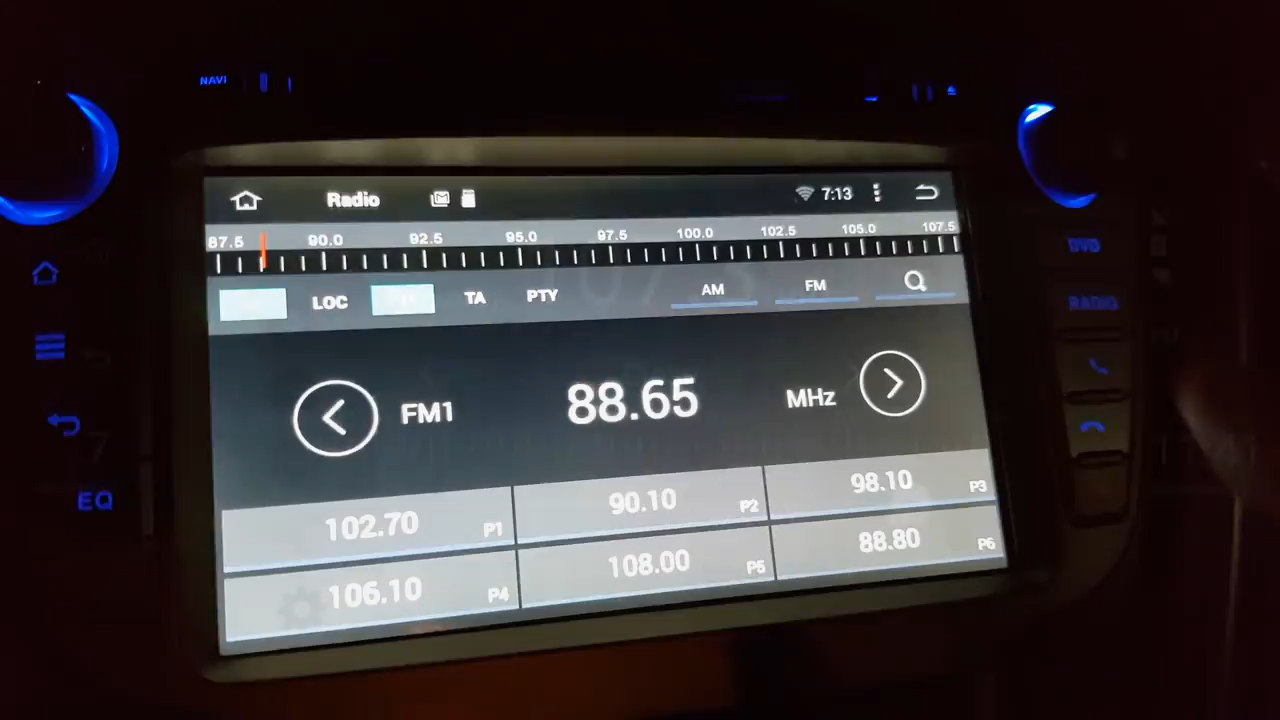 NAVI
Radio
7:13
87.5 90.0 92.5 95.0 97.5 100.0 102.5 105.0 107.5
LOC TA PTY AM FM
FM1 88.65 MHz
102.70 P1 90.10 P2 98.10 P3
106.10 P4 108.00 P5 88.80 P6
EQ
DVD
RADIO